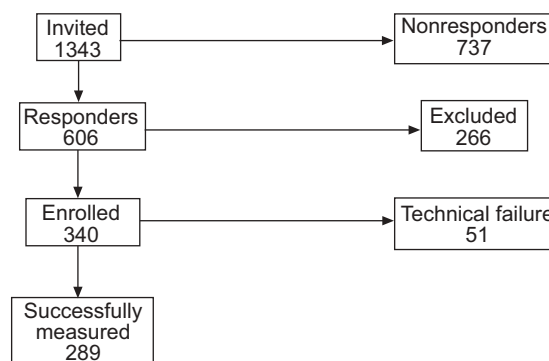 Invited
1343
Nonresponders
737
Responders
606
Excluded
266
Enrolled
340
Technical failure
51
Successfully
measured
289